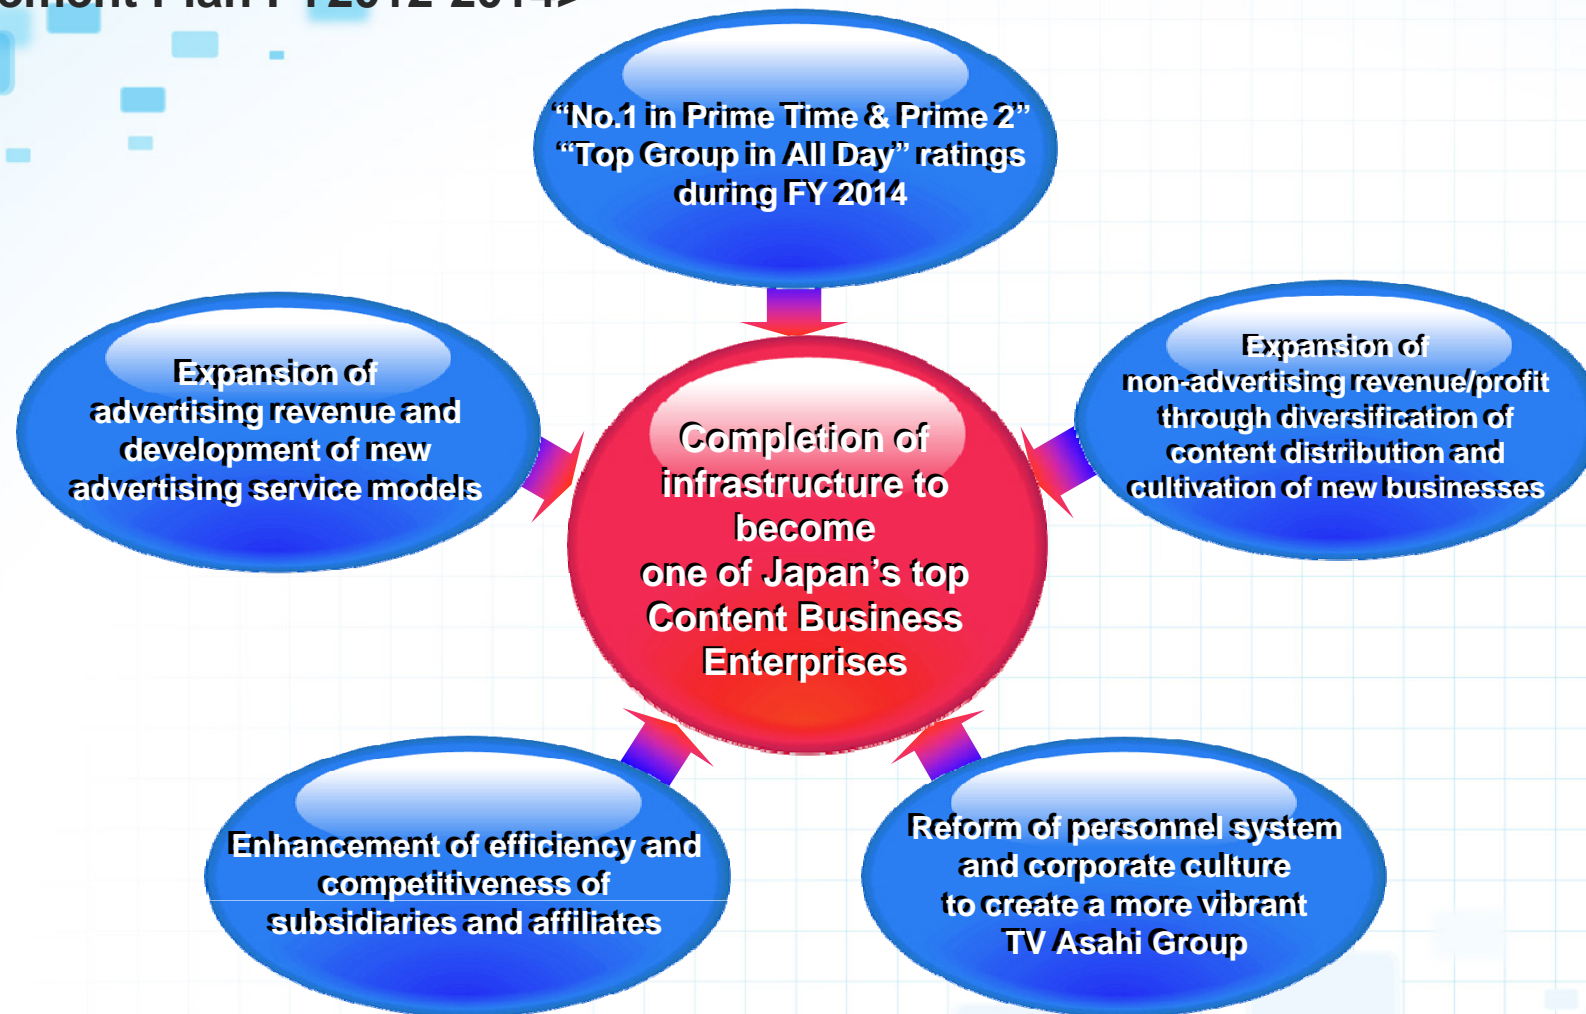 “No.1 in Prime Time & Prime 2”
“Top Group in All Day” ratings
during FY 2014
Expansion of
advertising revenue and
development of new
advertising service models
Expansion of
non-advertising revenue/profit
through diversification of
content distribution and
cultivation of new businesses
Completion of
infrastructure to
become
one of Japan’s top
Content Business
Enterprises
Enhancement of efficiency and
competitiveness of
subsidiaries and affiliates
Reform of personnel system
and corporate culture
to create a more vibrant
TV Asahi Group